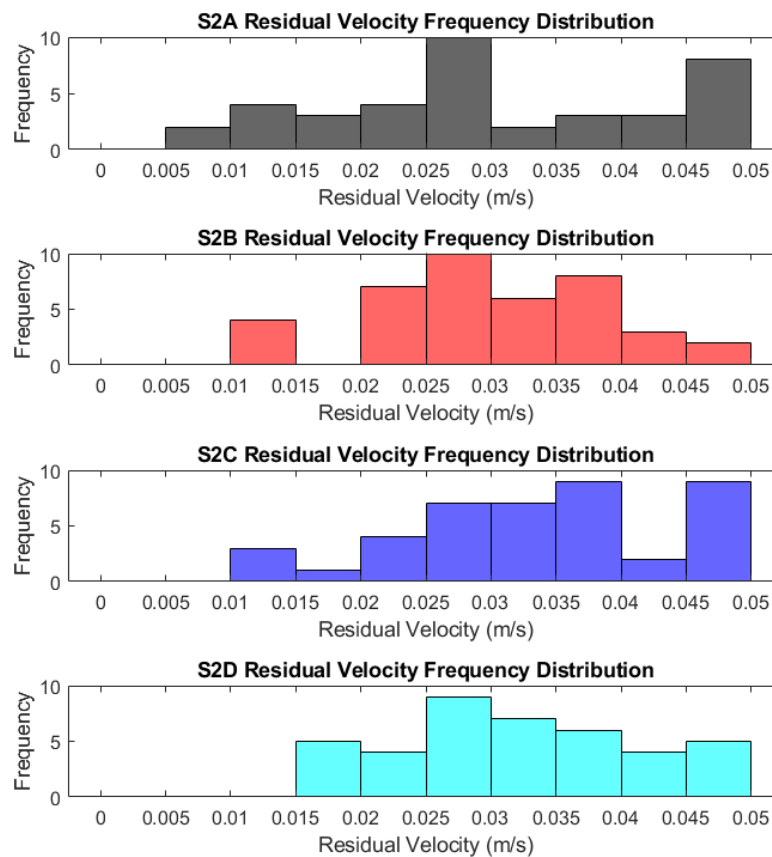 S2A Residual Velocity Frequency Distribution
10
5
0
Frequency
0 0.005 0.01 0.015 0.02 0.025 0.03 0.035 0.04 0.045 0.05
Residual Velocity (m/s)
S2B Residual Velocity Frequency Distribution
10
5
0
Frequency
0 0.005 0.01 0.015 0.02 0.025 0.03 0.035 0.04 0.045 0.05
Residual Velocity (m/s)
S2C Residual Velocity Frequency Distribution
10
5
0
Frequency
0 0.005 0.01 0.015 0.02 0.025 0.03 0.035 0.04 0.045 0.05
Residual Velocity (m/s)
S2D Residual Velocity Frequency Distribution
10
5
0
Frequency
0 0.005 0.01 0.015 0.02 0.025 0.03 0.035 0.04 0.045 0.05
Residual Velocity (m/s)